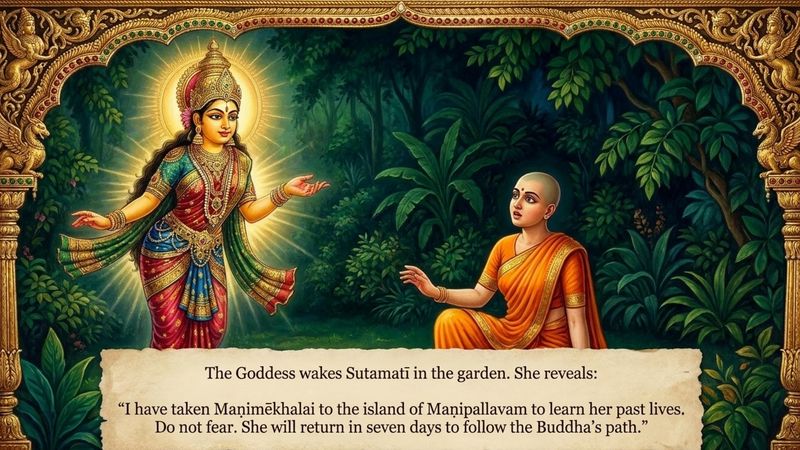 The Goddess wakes Sutamatī in the garden. She reveals:
“I have taken Maṇimēkhalai to the island of Maṇipallavam to learn her past lives.
Do not fear. She will return in seven days to follow the Buddha’s path.”